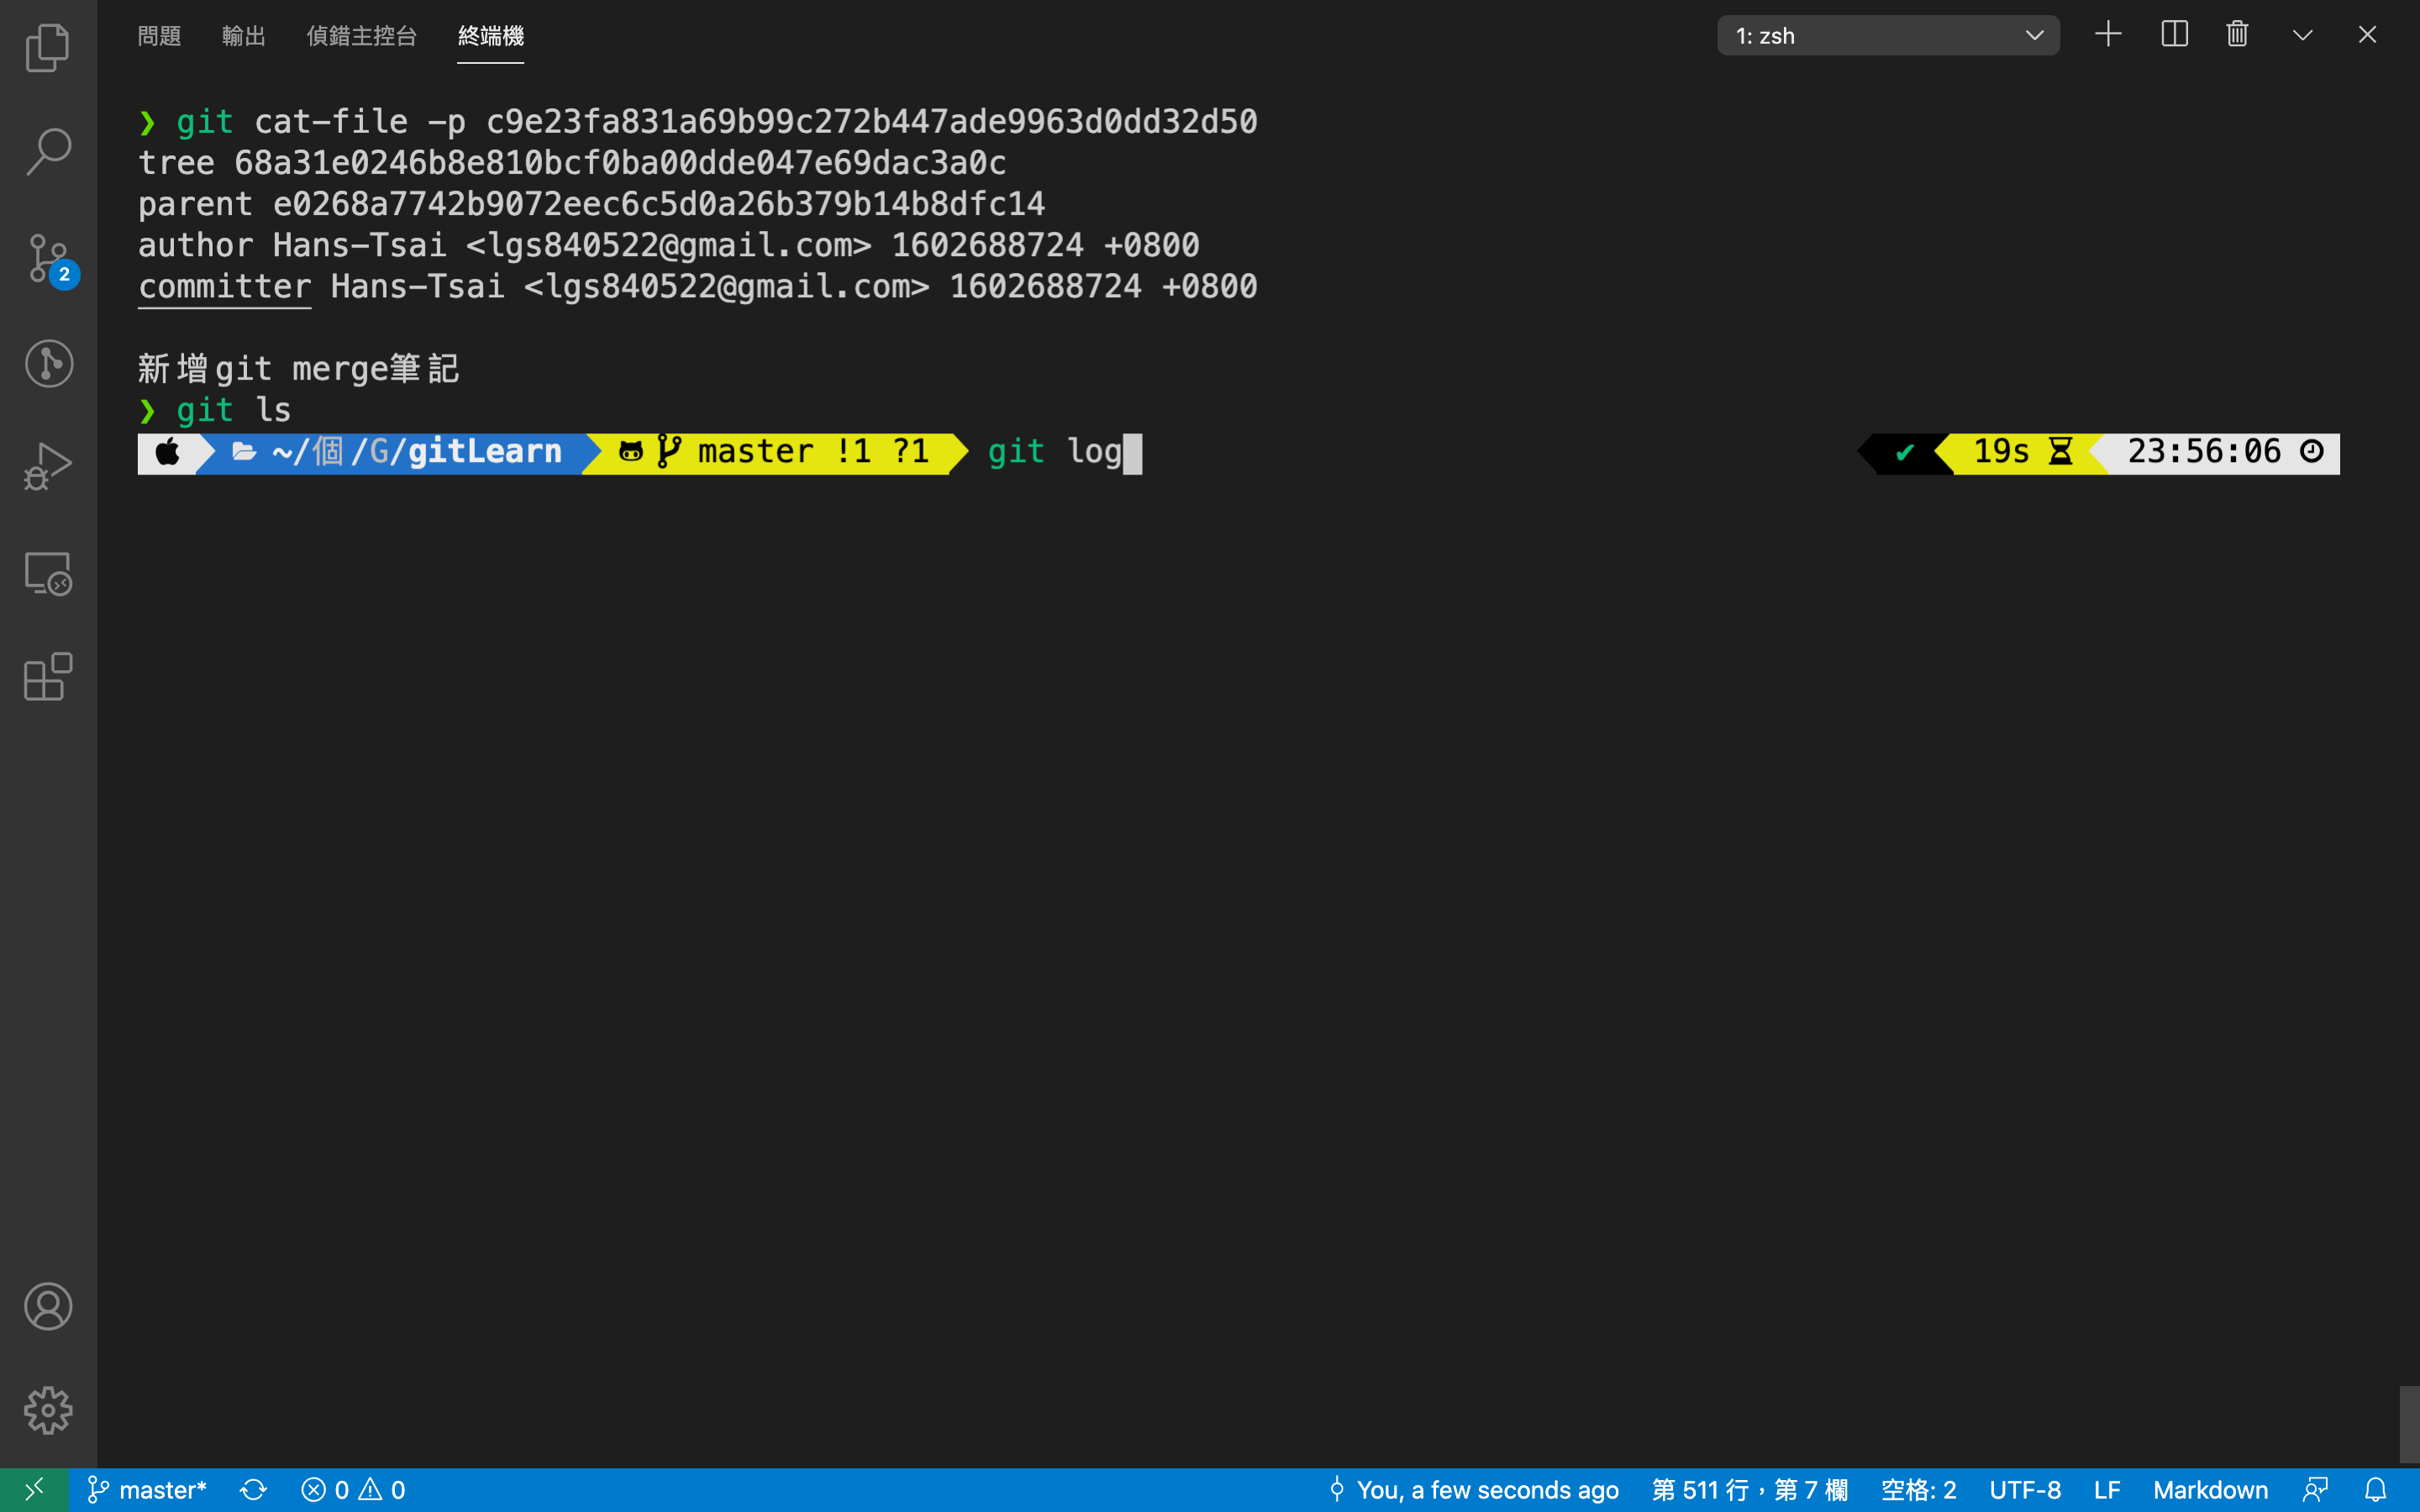 問題 輸出 偵錯主控台 終端機 1: zsh
❯ git cat-file -p c9e23fa831a69b99c272b447ade9963d0dd32d50
tree 68a31e0246b8e810bcf0ba00dde047e69dac3a0c
parent e0268a7742b9072eec6c5d0a26b379b14b8dfc14
author Hans-Tsai <lgs840522@gmail.com> 1602688724 +0800
committer Hans-Tsai <lgs840522@gmail.com> 1602688724 +0800
新增git merge筆記
❯ git ls
~/個/G/gitLearn master !1 ?1 git log ✔ 19s 23:56:06
2
master* 0 0 You, a few seconds ago 第 511 行，第 7 欄 空格: 2 UTF-8 LF Markdown